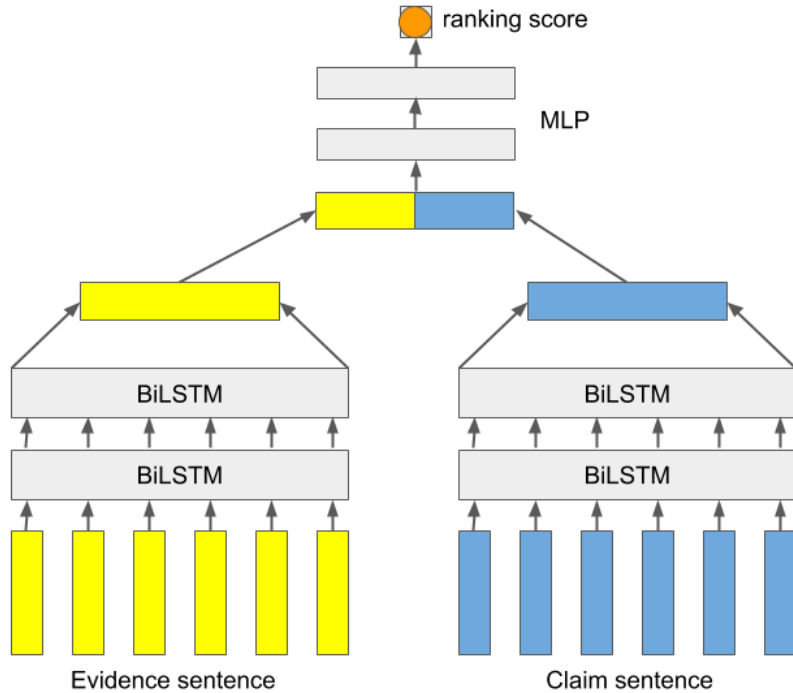 ranking score
MLP
BiLSTM
BiLSTM
BiLSTM
BiLSTM
Evidence sentence
Claim sentence